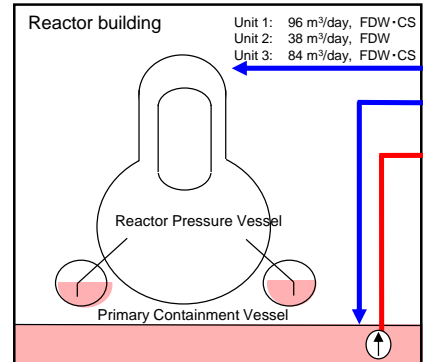 Reactor building
Unit 1: 96 m³/day, FDW・CS
Unit 2: 38 m³/day, FDW
Unit 3: 84 m³/day, FDW・CS
Reactor Pressure Vessel
Primary Containment Vessel